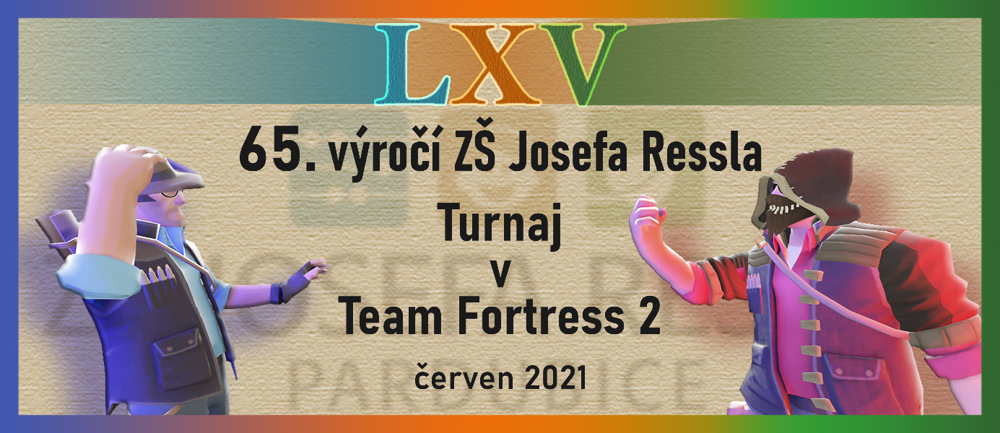 LXV
65. výročí ZŠ Josefa Ressla
Turnaj
v
Team Fortress 2
červen 2021